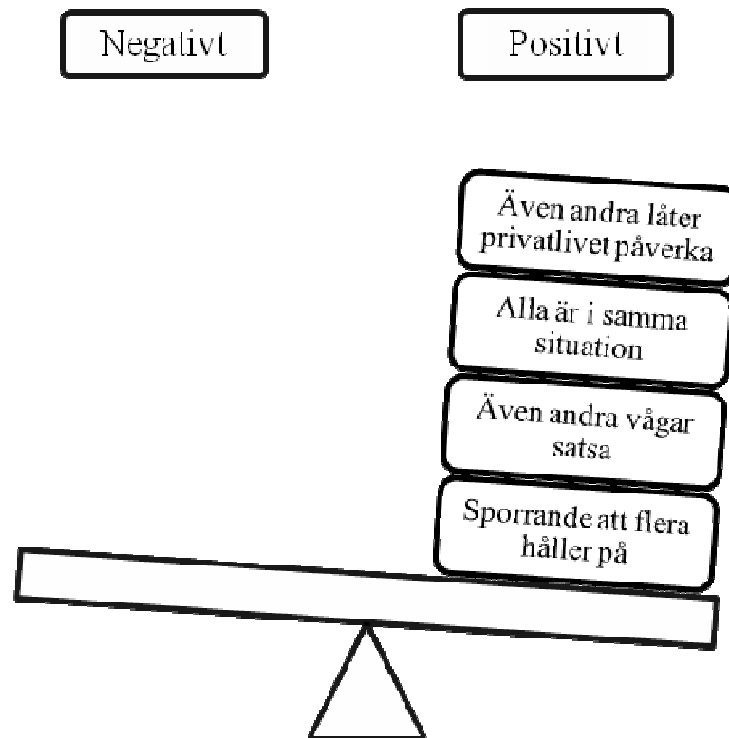 Negativt
Positivt
Även andra låter
privatlivet påverka
Alla är i samma
situation
Även andra vågar
satsa
Sporrande att flera
håller på